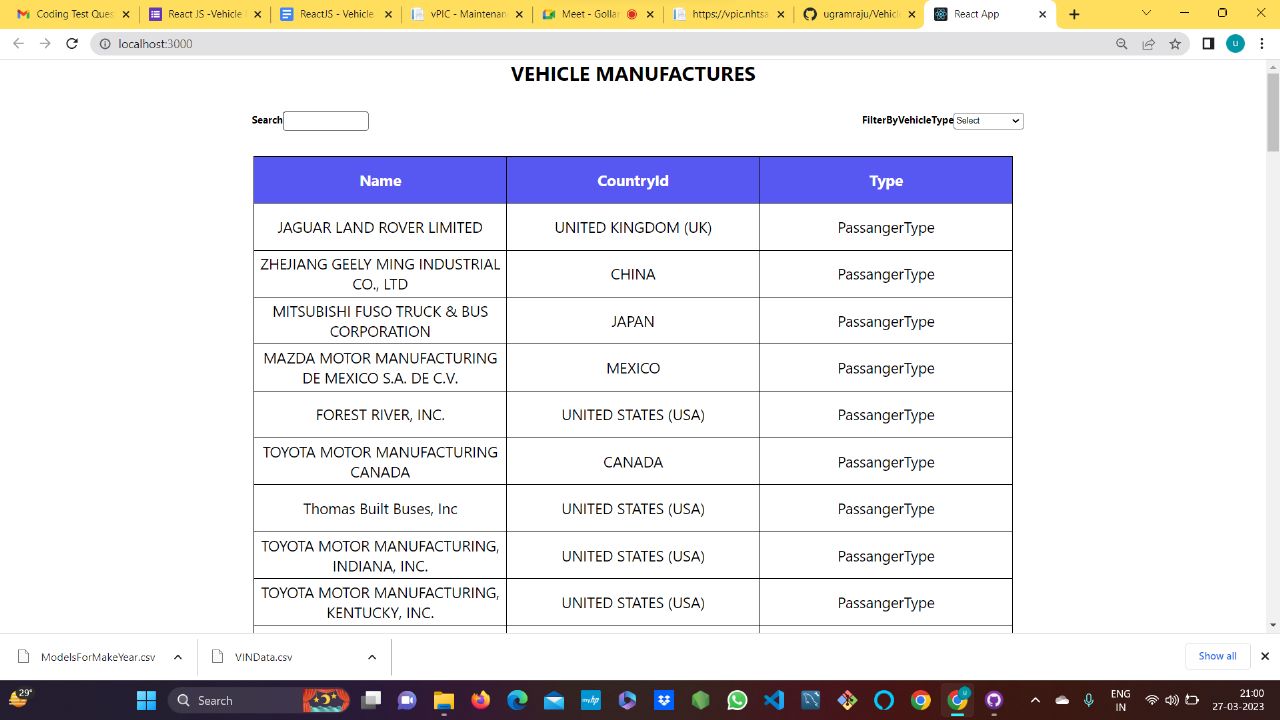 Coding Test Ques
React JS -Vehicle
ReactJS - Vehicle
vPIC - Maintenan
Meet - Gollar
https://vpic.nhtsa
ugramraju/Vehicle
React App
localhost:3000
u
VEHICLE MANUFACTURES
Search
FilterByVehicleType Select
Name CountryId Type
JAGUAR LAND ROVER LIMITED UNITED KINGDOM (UK) PassangerType
ZHEJIANG GEELY MING INDUSTRIAL
CO., LTD CHINA PassangerType
MITSUBISHI FUSO TRUCK & BUS
CORPORATION JAPAN PassangerType
MAZDA MOTOR MANUFACTURING
DE MEXICO S.A. DE C.V. MEXICO PassangerType
FOREST RIVER, INC. UNITED STATES (USA) PassangerType
TOYOTA MOTOR MANUFACTURING
CANADA CANADA PassangerType
Thomas Built Buses, Inc UNITED STATES (USA) PassangerType
TOYOTA MOTOR MANUFACTURING,
INDIANA, INC. UNITED STATES (USA) PassangerType
TOYOTA MOTOR MANUFACTURING,
KENTUCKY, INC. UNITED STATES (USA) PassangerType
ModelsForMakeYear.csv
VINData.csv
Show all
29°
Search
myhp
u
ENG
IN
21:00
27-03-2023